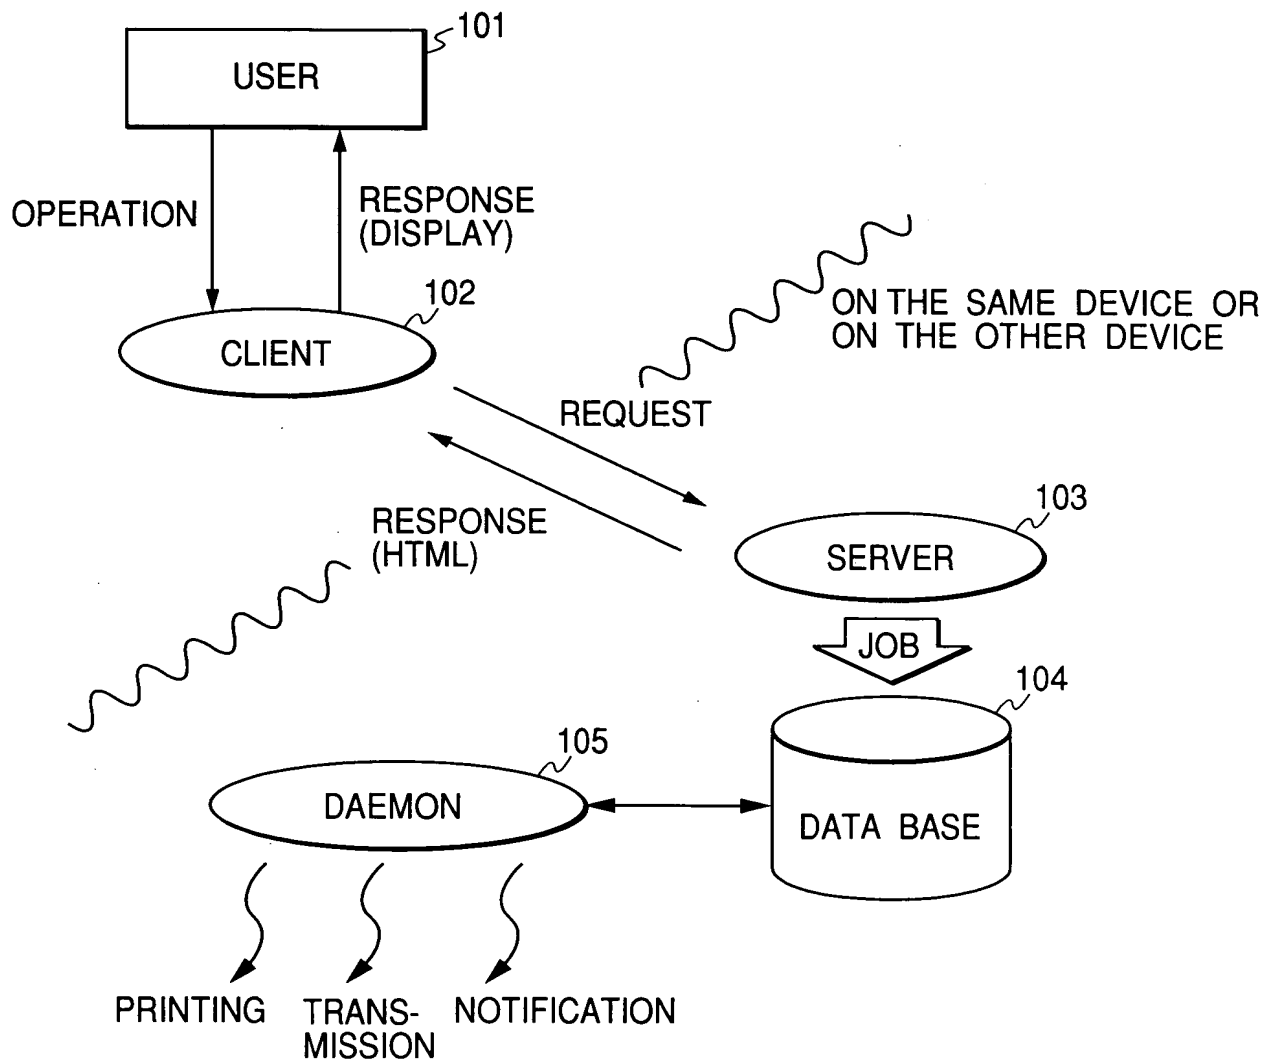 101
USER
OPERATION
RESPONSE
(DISPLAY)
102
CLIENT
ON THE SAME DEVICE OR
ON THE OTHER DEVICE
REQUEST
RESPONSE
(HTML)
103
SERVER
JOB
104
DATA BASE
105
DAEMON
PRINTING
TRANS-
MISSION
NOTIFICATION